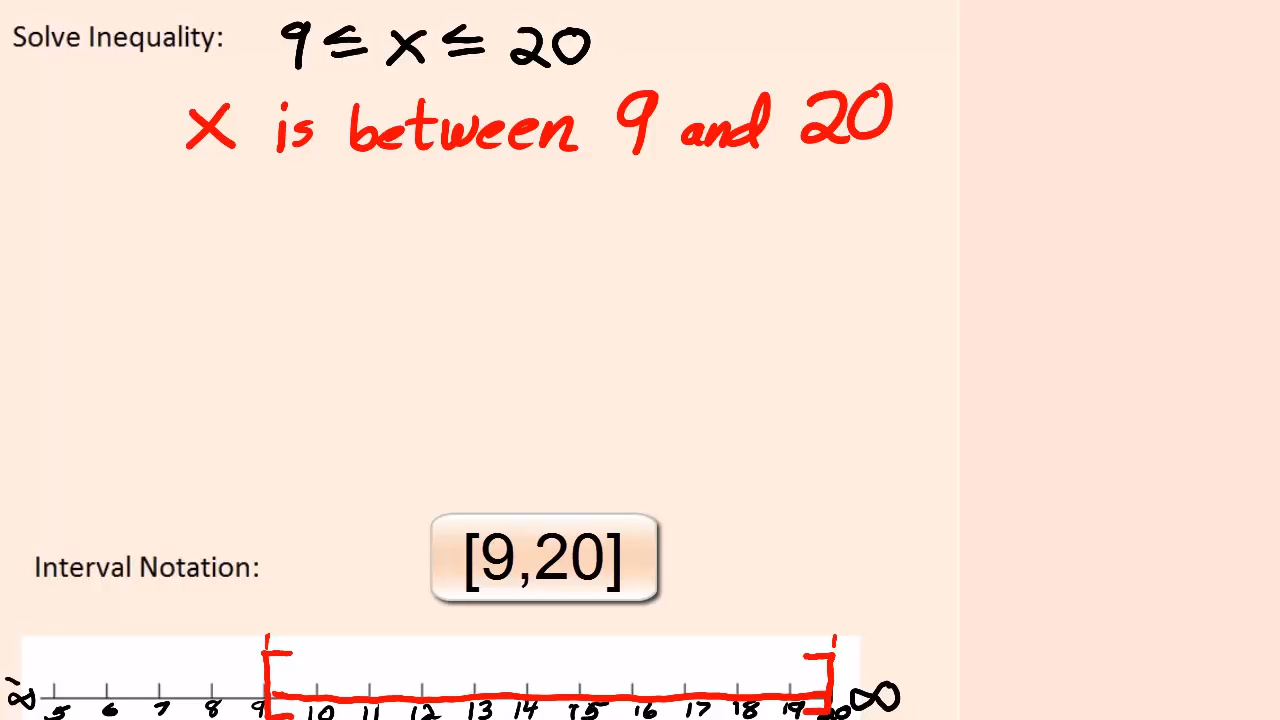 Solve Inequality: 9 ≤ x ≤ 20
x is between 9 and 20
Interval Notation: [9,20]
-∞ 5 6 7 8 9 10 11 12 13 14 15 16 17 18 19 20 ∞